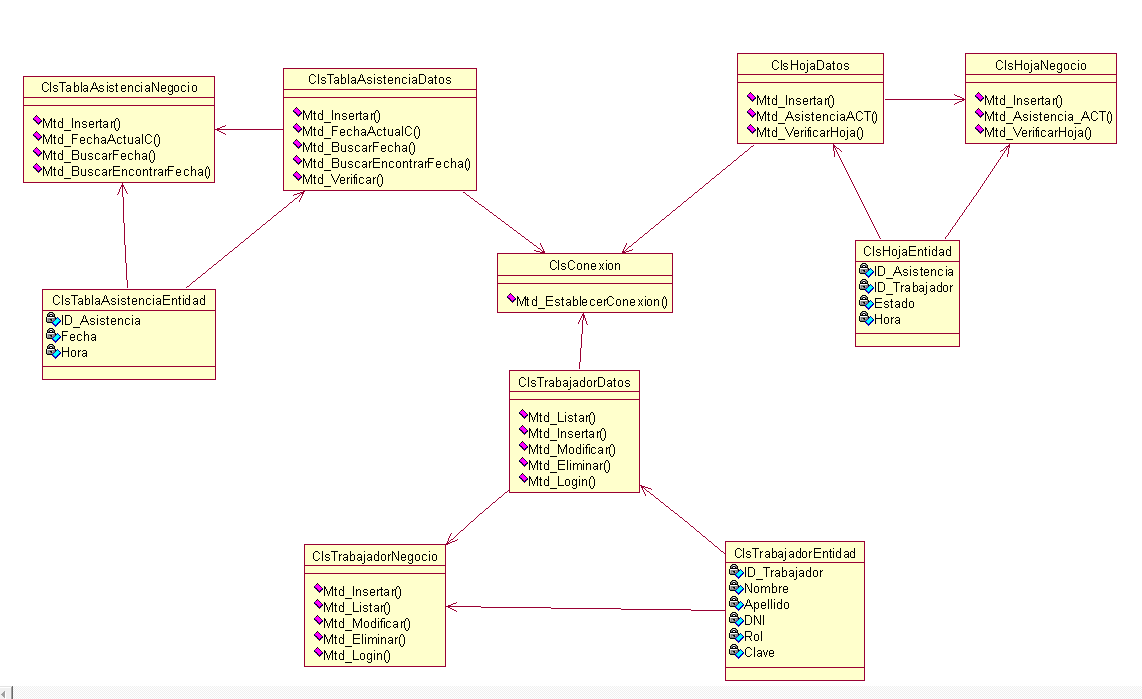 ClsTablaAsistenciaNegocio
Mtd_Insertar()
Mtd_FechaActualC()
Mtd_BuscarFecha()
Mtd_BuscarEncontrarFecha()
ClsTablaAsistenciaDatos
Mtd_Insertar()
Mtd_FechaActualC()
Mtd_BuscarFecha()
Mtd_BuscarEncontrarFecha()
Mtd_Verificar()
ClsHojaDatos
Mtd_Insertar()
Mtd_AsistenciaACT()
Mtd_VerificarHoja()
ClsHojaNegocio
Mtd_Insertar()
Mtd_Asistencia_ACT()
Mtd_VerificarHoja()
ClsTablaAsistenciaEntidad
ID_Asistencia
Fecha
Hora
ClsConexion
Mtd_EstablecerConexion()
ClsHojaEntidad
ID_Asistencia
ID_Trabajador
Estado
Hora
ClsTrabajadorDatos
Mtd_Listar()
Mtd_Insertar()
Mtd_Modificar()
Mtd_Eliminar()
Mtd_Login()
ClsTrabajadorNegocio
Mtd_Insertar()
Mtd_Listar()
Mtd_Modificar()
Mtd_Eliminar()
Mtd_Login()
ClsTrabajadorEntidad
ID_Trabajador
Nombre
Apellido
DNI
Rol
Clave